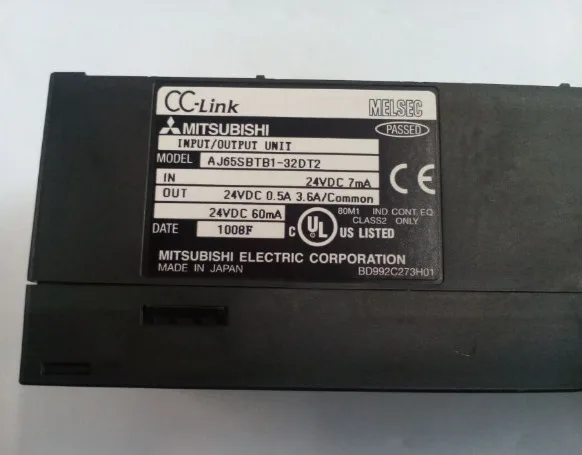 CC-Link MELSEC
MITSUBISHI PASSED
INPUT/OUTPUT UNIT
MODEL AJ65SBTB1-32DT2
IN 24VDC 7mA
OUT 24VDC 0.5A 3.6A/Common
24VDC 60mA
80M1 IND.CONT.EQ
CLASS2 ONLY
DATE 1008F
C UL US LISTED
CE
MITSUBISHI ELECTRIC CORPORATION
MADE IN JAPAN BD992C273H01